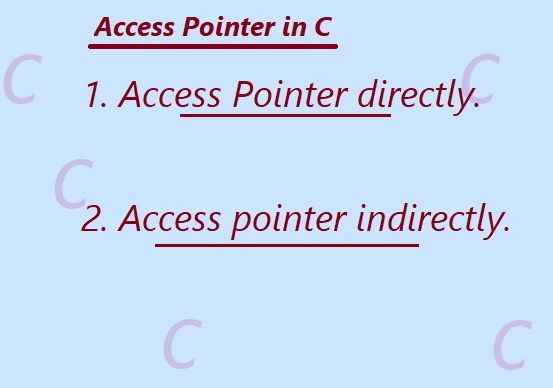 Access Pointer in C
C
C
1. Access Pointer directly.
C
2. Access pointer indirectly.
C
C